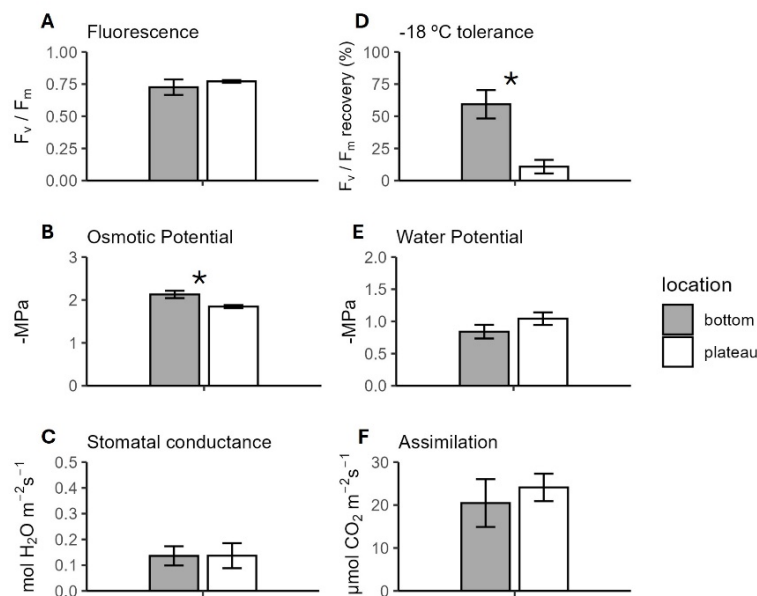 A Fluorescence
Fv / Fm
1.00
0.75
0.50
0.25
0.00
D -18 ºC tolerance
Fv / Fm recovery (%)
100
75
50
25
0
*
B Osmotic Potential
-MPa
3
2
1
0
*
E Water Potential
-MPa
2.0
1.5
1.0
0.5
0.0
location
bottom
plateau
C Stomatal conductance
mol H₂O m⁻²s⁻¹
0.5
0.4
0.3
0.2
0.1
0.0
F Assimilation
µmol CO₂ m⁻²s⁻¹
30
20
10
0